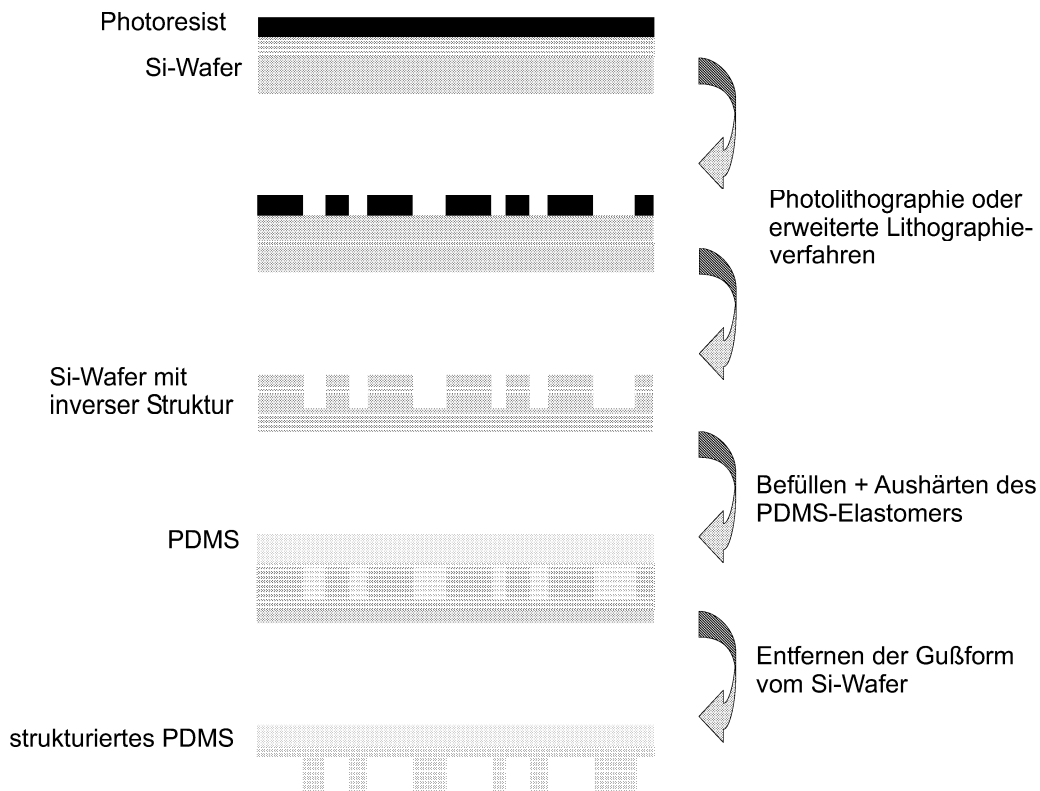 Photoresist
Si-Wafer
Photolithographie oder
erweiterte Lithographie-
verfahren
Si-Wafer mit
inverser Struktur
Befüllen + Aushärten des
PDMS-Elastomers
PDMS
Entfernen der Gußform
vom Si-Wafer
strukturiertes PDMS